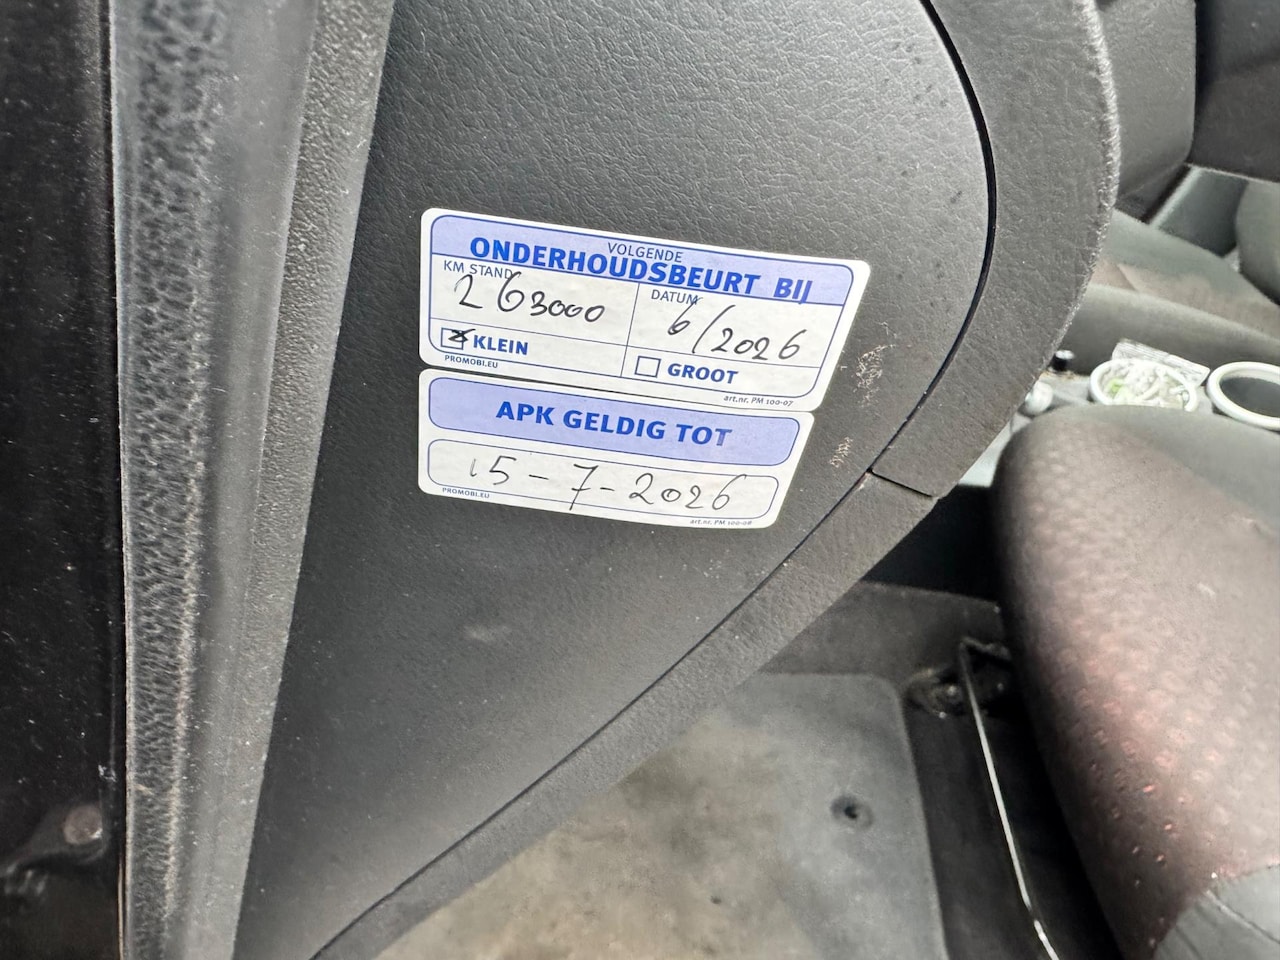 VOLGENDE
ONDERHOUDSBEURT BIJ
KM STAND
263000
DATUM
6/2026
KLEIN
GROOT
PROMOBI.EU
art.nr. PM 100-07
APK GELDIG TOT
15-7-2026
PROMOBI.EU
art.nr. PM 100-08